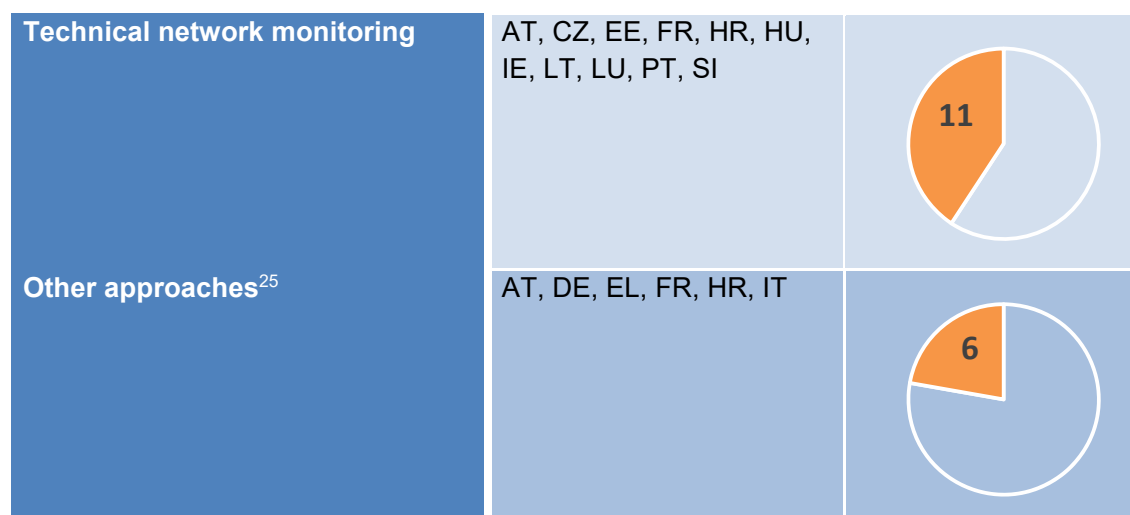 Technical network monitoring
AT, CZ, EE, FR, HR, HU,
IE, LT, LU, PT, SI
11
Other approaches25
AT, DE, EL, FR, HR, IT
6